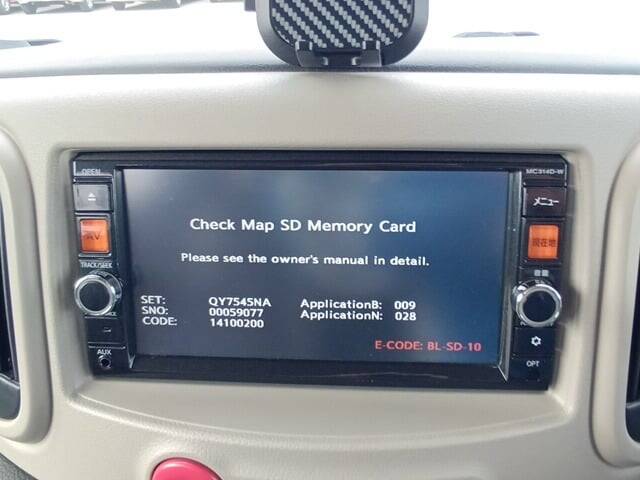 OPEN
MC314D-W
メニュー
AV
現在地
Check Map SD Memory Card
Please see the owner's manual in detail.
TRACK/SEEK
音量
SET: QY7545NA ApplicationB: 009
SNO: 00059077 ApplicationN: 028
CODE: 14100200
E-CODE: BL-SD-10
AUX
OPT